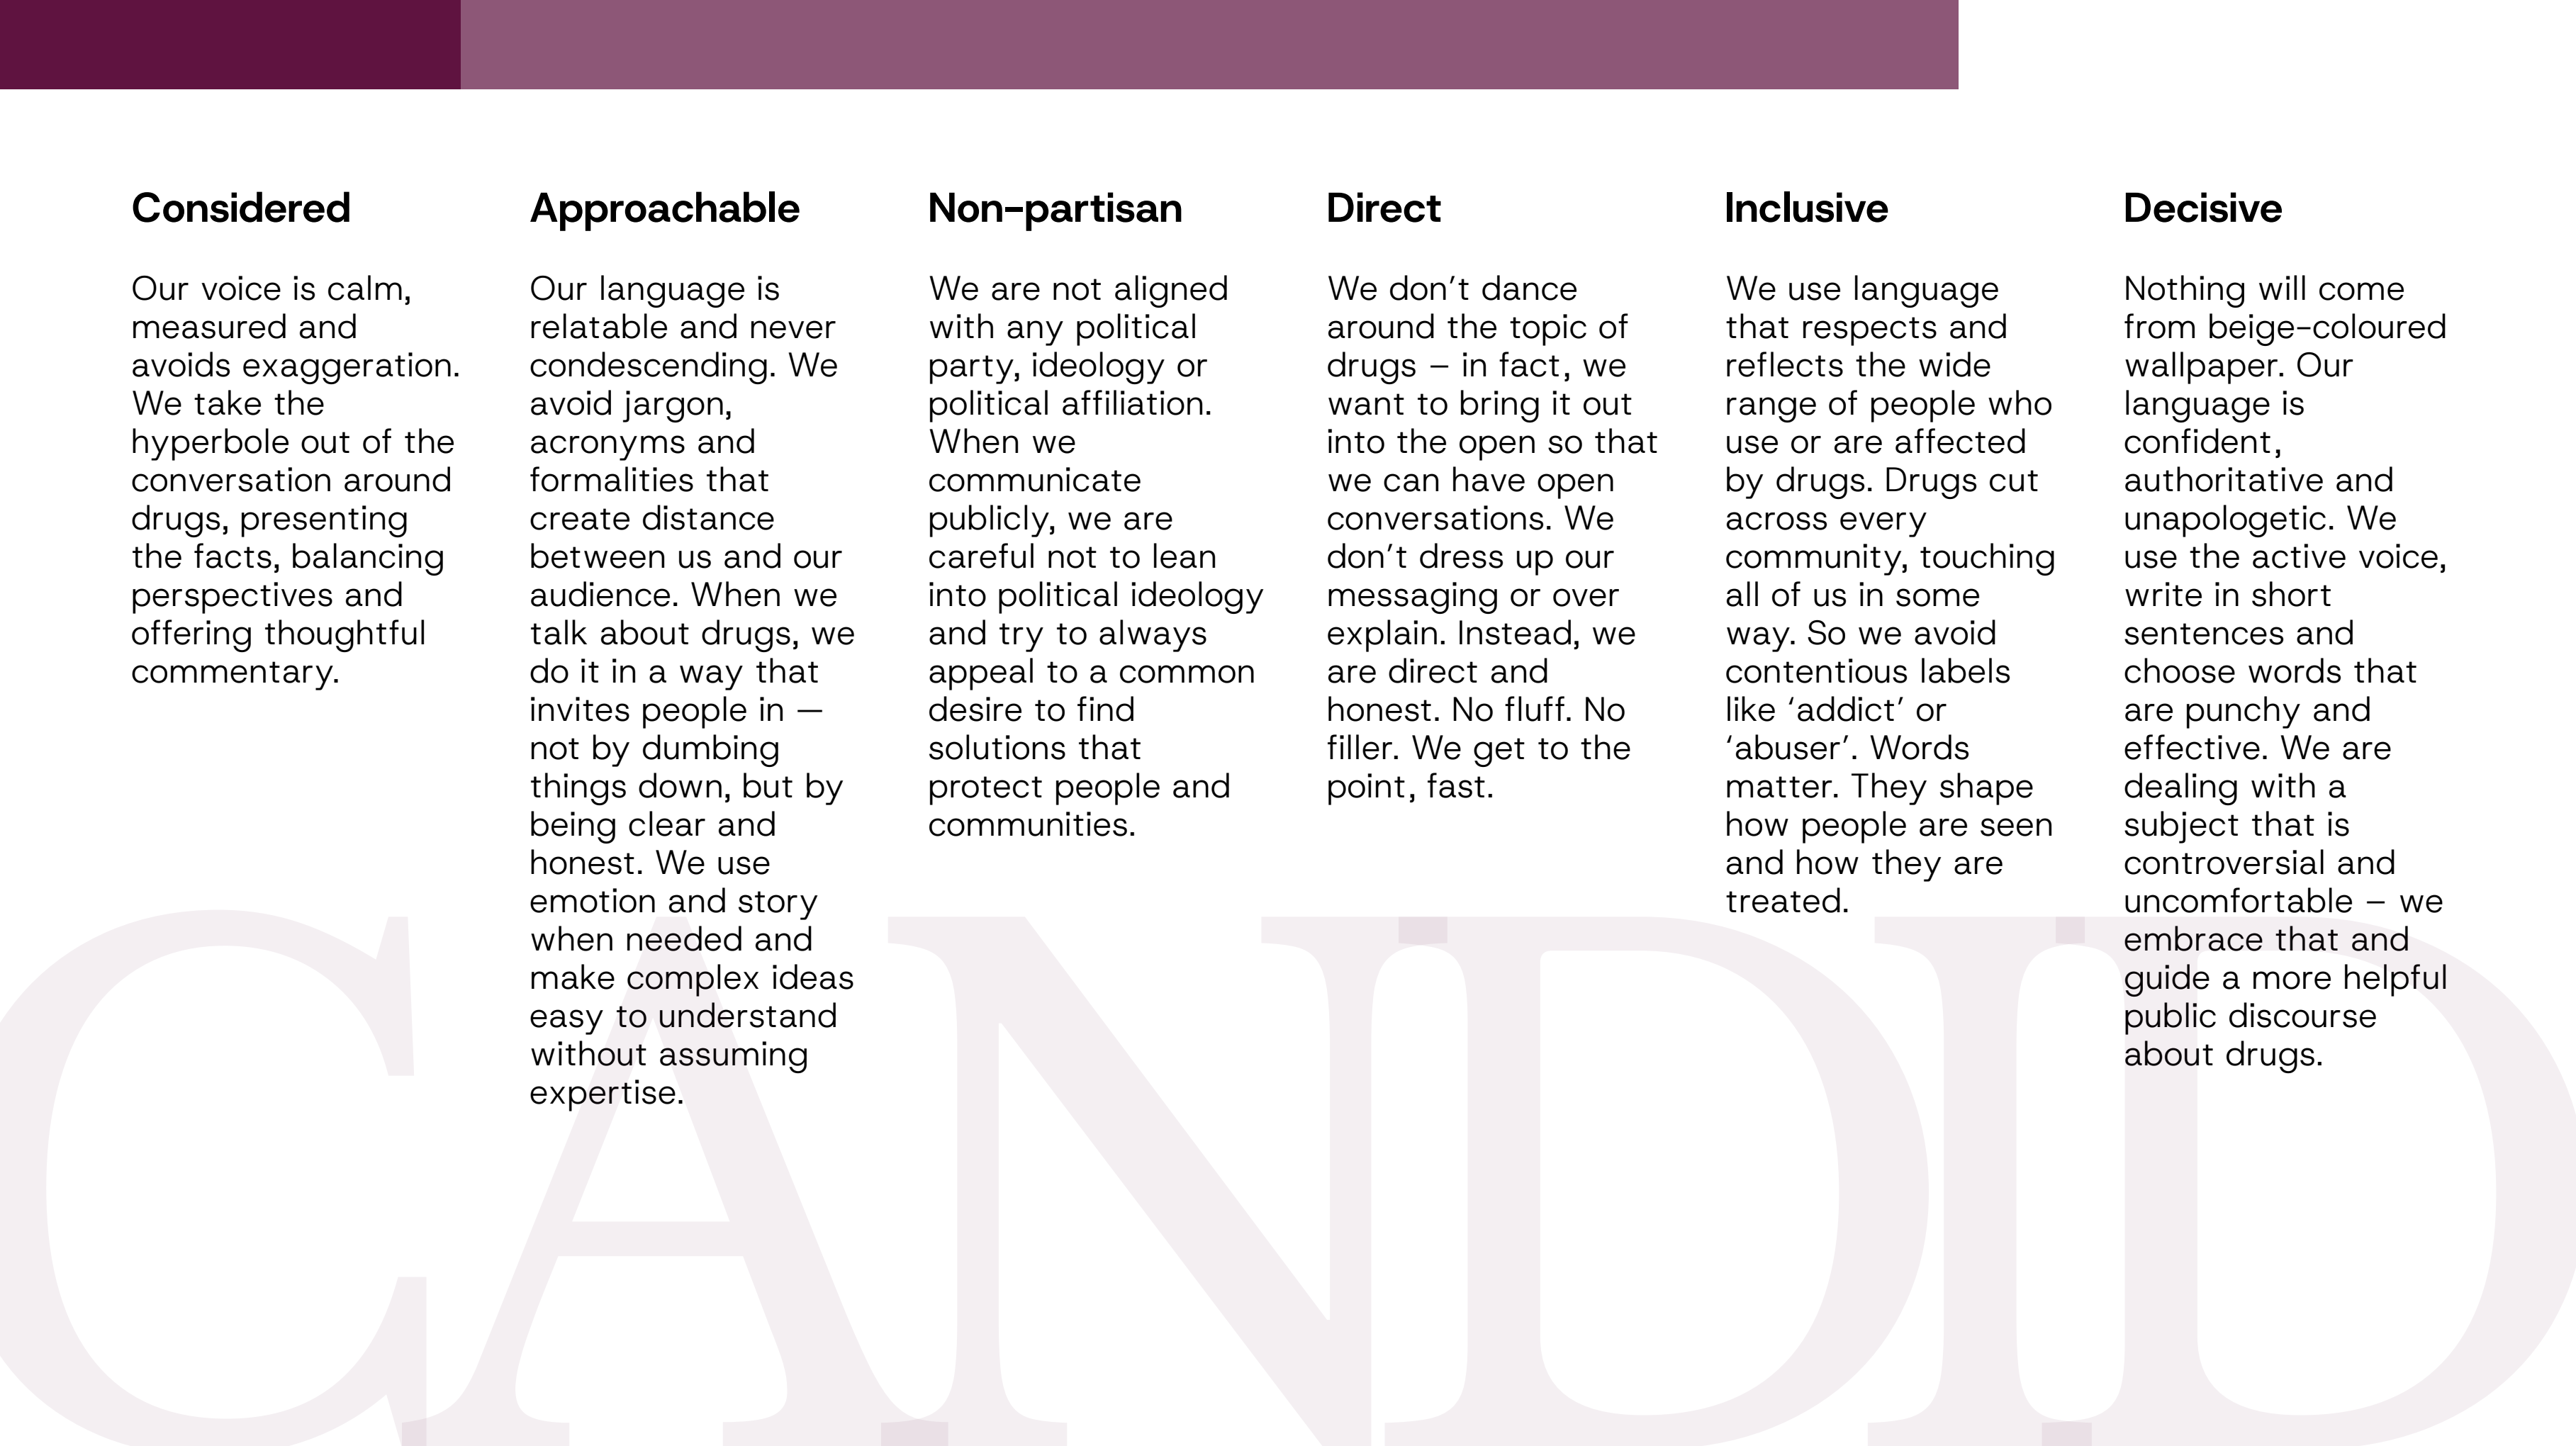 Considered
Our voice is calm,
measured and
avoids exaggeration.
We take the
hyperbole out of the
conversation around
drugs, presenting
the facts, balancing
perspectives and
offering thoughtful
commentary.
Approachable
Our language is
relatable and never
condescending. We
avoid jargon,
acronyms and
formalities that
create distance
between us and our
audience. When we
talk about drugs, we
do it in a way that
invites people in —
not by dumbing
things down, but by
being clear and
honest. We use
emotion and story
when needed and
make complex ideas
easy to understand
without assuming
expertise.
Non-partisan
We are not aligned
with any political
party, ideology or
political affiliation.
When we
communicate
publicly, we are
careful not to lean
into political ideology
and try to always
appeal to a common
desire to find
solutions that
protect people and
communities.
Direct
We don’t dance
around the topic of
drugs – in fact, we
want to bring it out
into the open so that
we can have open
conversations. We
don’t dress up our
messaging or over
explain. Instead, we
are direct and
honest. No fluff. No
filler. We get to the
point, fast.
Inclusive
We use language
that respects and
reflects the wide
range of people who
use or are affected
by drugs. Drugs cut
across every
community, touching
all of us in some
way. So we avoid
contentious labels
like ‘addict’ or
‘abuser’. Words
matter. They shape
how people are seen
and how they are
treated.
Decisive
Nothing will come
from beige-coloured
wallpaper. Our
language is
confident,
authoritative and
unapologetic. We
use the active voice,
write in short
sentences and
choose words that
are punchy and
effective. We are
dealing with a
subject that is
controversial and
uncomfortable – we
embrace that and
guide a more helpful
public discourse
about drugs.
CANDID